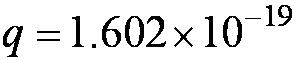 q = 1.602×10⁻¹⁹